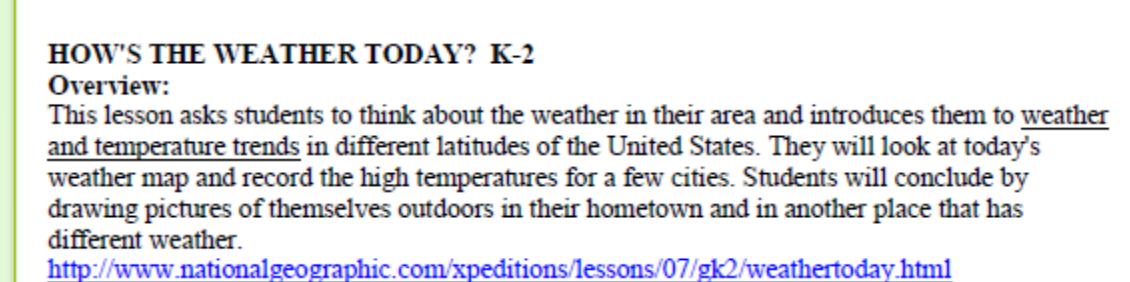 HOW'S THE WEATHER TODAY?  K-2
Overview:
This lesson asks students to think about the weather in their area and introduces them to weather
and temperature trends in different latitudes of the United States. They will look at today's
weather map and record the high temperatures for a few cities. Students will conclude by
drawing pictures of themselves outdoors in their hometown and in another place that has
different weather.
http://www.nationalgeographic.com/xpeditions/lessons/07/gk2/weathertoday.html